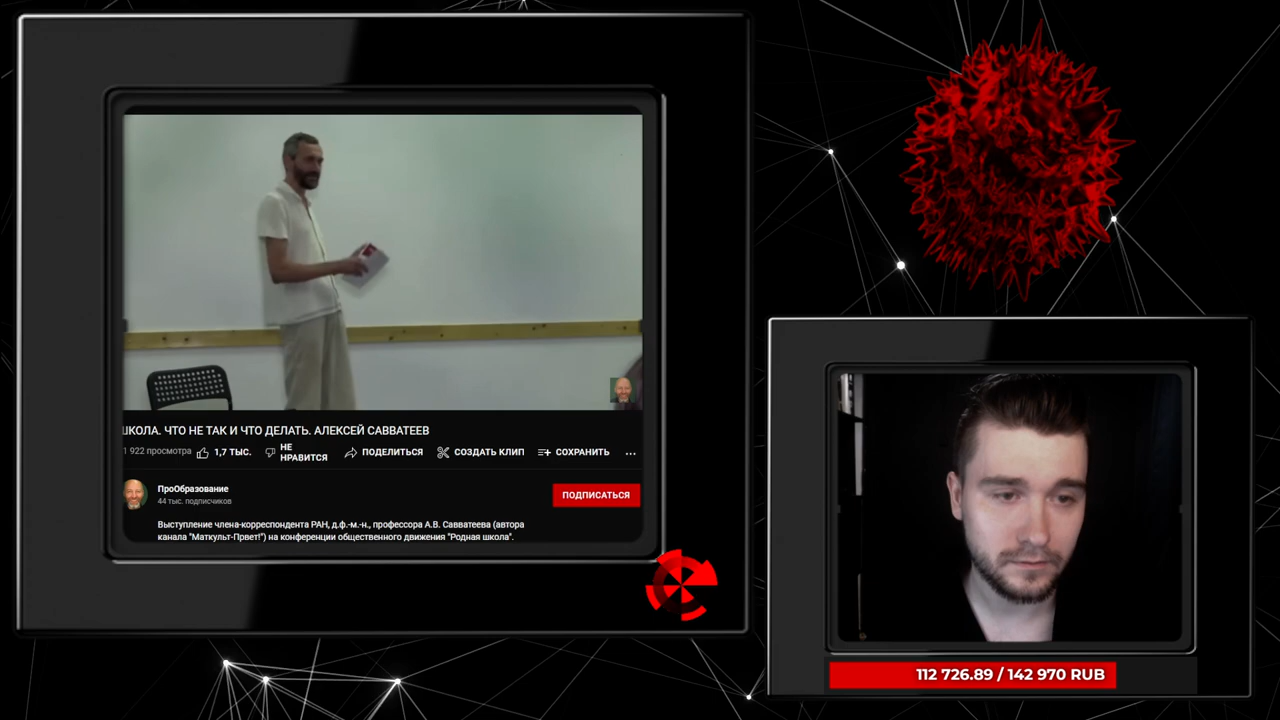 ШКОЛА. ЧТО НЕ ТАК И ЧТО ДЕЛАТЬ. АЛЕКСЕЙ САВВАТЕЕВ
1 922 просмотра 1,7 ТЫС. НЕ НРАВИТСЯ ПОДЕЛИТЬСЯ СОЗДАТЬ КЛИП СОХРАНИТЬ ...
ПроОбразование
44 тыс. подписчиков
ПОДПИСАТЬСЯ
Выступление члена-корреспондента РАН, д.ф.-м.-н., профессора А.В. Савватеева (автора
канала "Маткульт-Првет!") на конференции общественного движения "Родная школа".
112 726.89 / 142 970 RUB